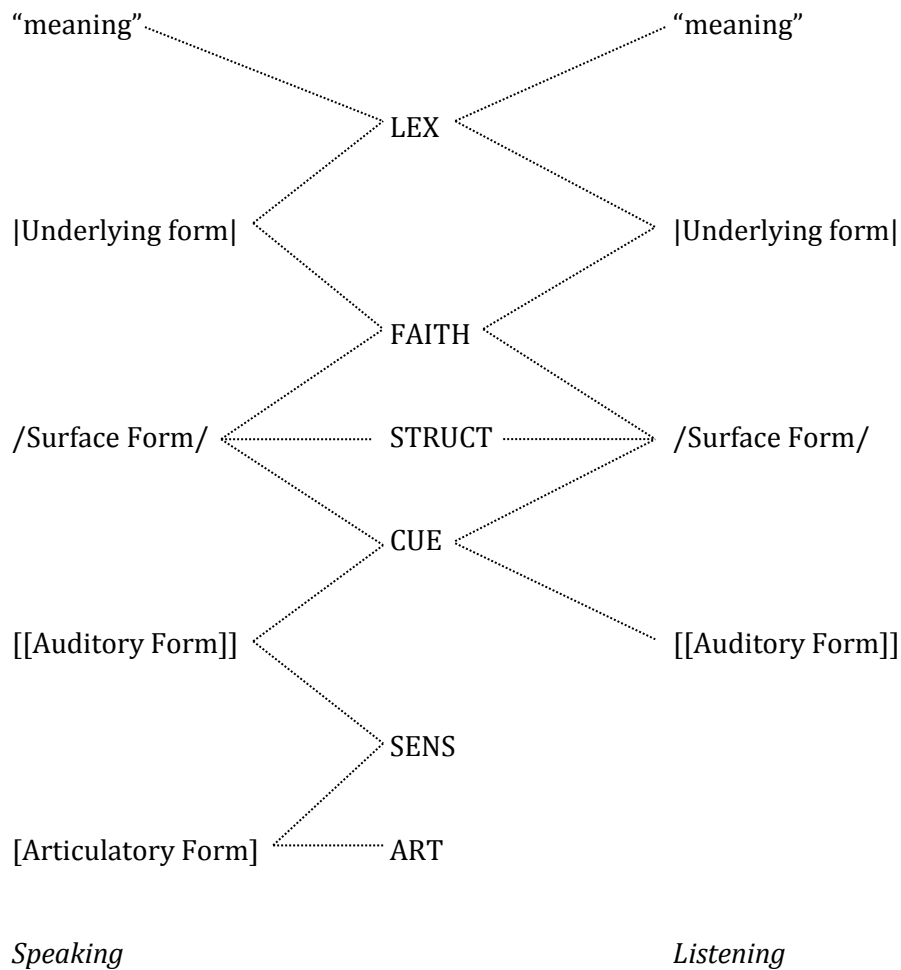 “meaning” “meaning”
LEX
|Underlying form| |Underlying form|
FAITH
/Surface Form/ STRUCT /Surface Form/
CUE
[[Auditory Form]] [[Auditory Form]]
SENS
[Articulatory Form] ART
Speaking Listening